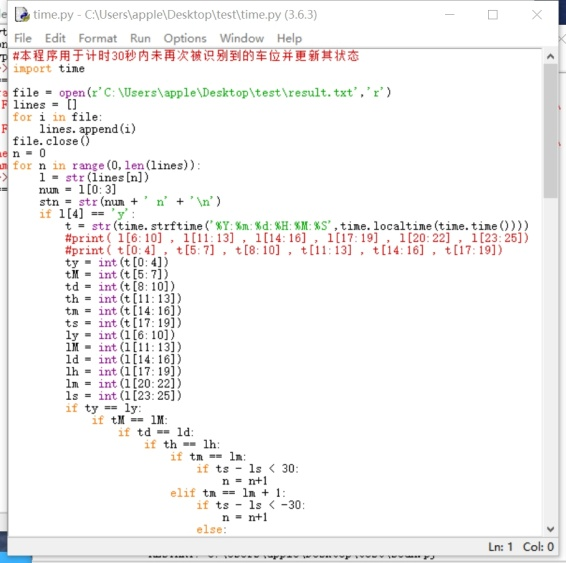 time.py - C:\Users\apple\Desktop\test\time.py (3.6.3)
File Edit Format Run Options Window Help
#本程序用于计时30秒内未再次被识别到的车位并更新其状态
import time
file = open(r'C:\Users\apple\Desktop\test\result.txt','r')
lines = []
for i in file:
    lines.append(i)
file.close()
n = 0
for n in range(0,len(lines)):
    l = str(lines[n])
    num = l[0:3]
    stn = str(num + ' n' + '\n')
    if l[4] == 'y':
        t = str(time.strftime('%Y:%m:%d:%H:%M:%S',time.localtime(time.time())))
        #print( l[6:10] , l[11:13] , l[14:16] , l[17:19] , l[20:22] , l[23:25])
        #print( t[0:4] , t[5:7] , t[8:10] , t[11:13] , t[14:16] , t[17:19])
        ty = int(t[0:4])
        tM = int(t[5:7])
        td = int(t[8:10])
        th = int(t[11:13])
        tm = int(t[14:16])
        ts = int(t[17:19])
        ly = int(l[6:10])
        lM = int(l[11:13])
        ld = int(l[14:16])
        lh = int(l[17:19])
        lm = int(l[20:22])
        ls = int(l[23:25])
        if ty == ly:
            if tM == lM:
                if td == ld:
                    if th == lh:
                        if tm == lm:
                            if ts - ls < 30:
                                n = n+1
                        elif tm == lm + 1:
                            if ts - ls < -30:
                                n = n+1
                            else:
Ln: 1 Col: 0